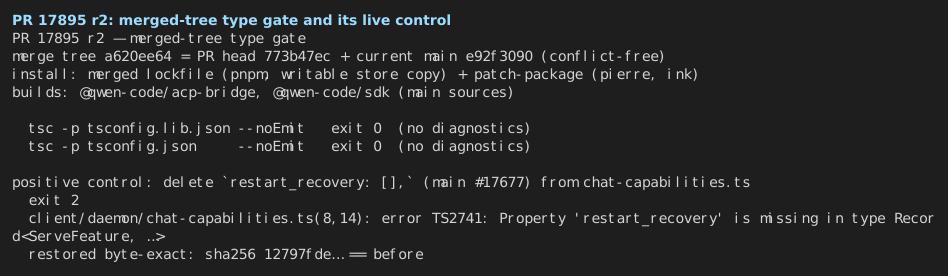 PR 17895 r2: merged-tree type gate and its live control
PR 17895 r2 — merged-tree type gate
merge tree a620ee64 = PR head 773b47ec + current main e92f3090 (conflict-free)
install: merged lockfile (pnpm, writable store copy) + patch-package (pierre, ink)
builds: @qwen-code/acp-bridge, @qwen-code/sdk (main sources)
tsc -p tsconfig.lib.json --noEmit exit 0 (no diagnostics)
tsc -p tsconfig.json --noEmit exit 0 (no diagnostics)
positive control: delete `restart_recovery: [],` (main #17677) from chat-capabilities.ts
exit 2
client/daemon/chat-capabilities.ts(8,14): error TS2741: Property 'restart_recovery' is missing in type Recor
d<ServeFeature, …>
restored byte-exact: sha256 12797fde… == before